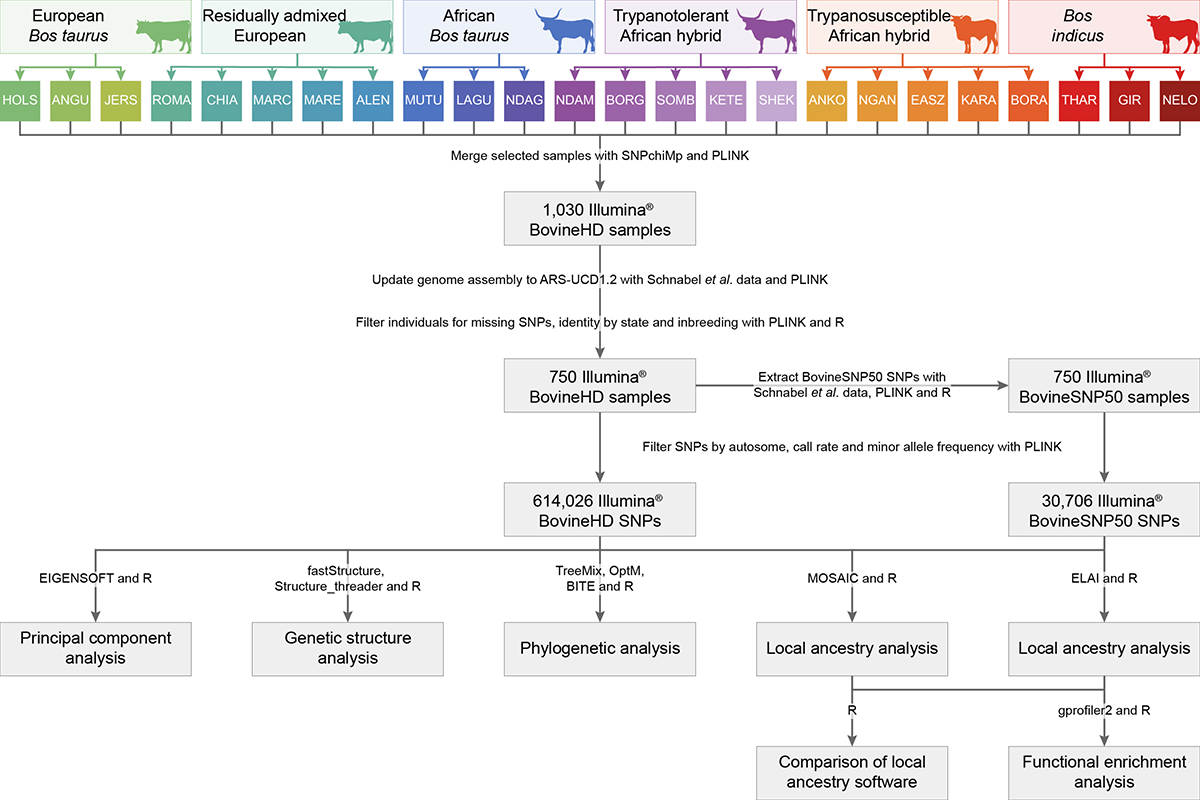 European
Bos taurus
Residually admixed
European
African
Bos taurus
Trypanotolerant
African hybrid
Trypanosusceptible
African hybrid
Bos
indicus
HOLS ANGU JERS ROMA CHIA MARC MARE ALEN MUTU LAGU NDAG NDAM BORG SOMB KETE SHEK ANKO NGAN EASZ KARA BORA THAR GIR NELO
Merge selected samples with SNPchiMp and PLINK
1,030 Illumina®
BovineHD samples
Update genome assembly to ARS-UCD1.2 with Schnabel et al. data and PLINK
Filter individuals for missing SNPs, identity by state and inbreeding with PLINK and R
750 Illumina®
BovineHD samples
Extract BovineSNP50 SNPs with
Schnabel et al. data, PLINK and R
750 Illumina®
BovineSNP50 samples
Filter SNPs by autosome, call rate and minor allele frequency with PLINK
614,026 Illumina®
BovineHD SNPs
30,706 Illumina®
BovineSNP50 SNPs
EIGENSOFT and R
fastStructure,
Structure_threader and R
TreeMix, OptM,
BITE and R
MOSAIC and R
ELAI and R
Principal component
analysis
Genetic structure
analysis
Phylogenetic analysis
Local ancestry analysis
Local ancestry analysis
R
gprofiler2 and R
Comparison of local
ancestry software
Functional enrichment
analysis